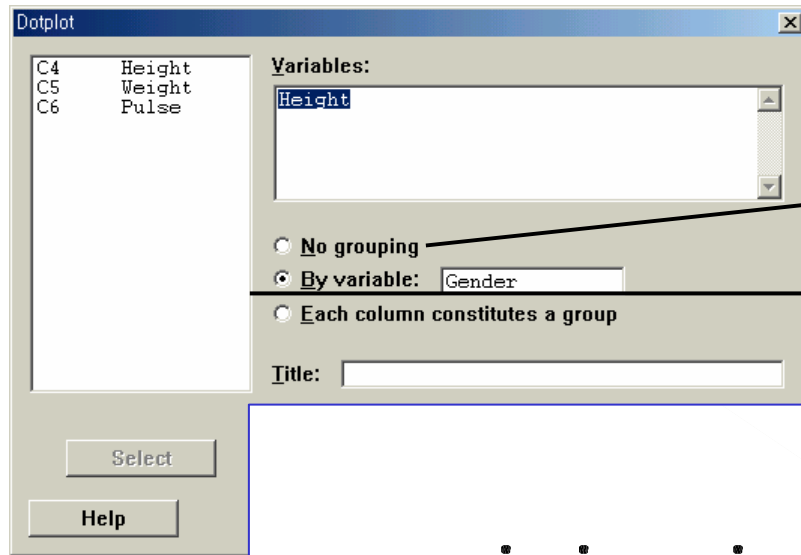 Dotplot
C4 Height
C5 Weight
C6 Pulse
Variables:
Height
No grouping
By variable: Gender
Each column constitutes a group
Title:
Select
Help